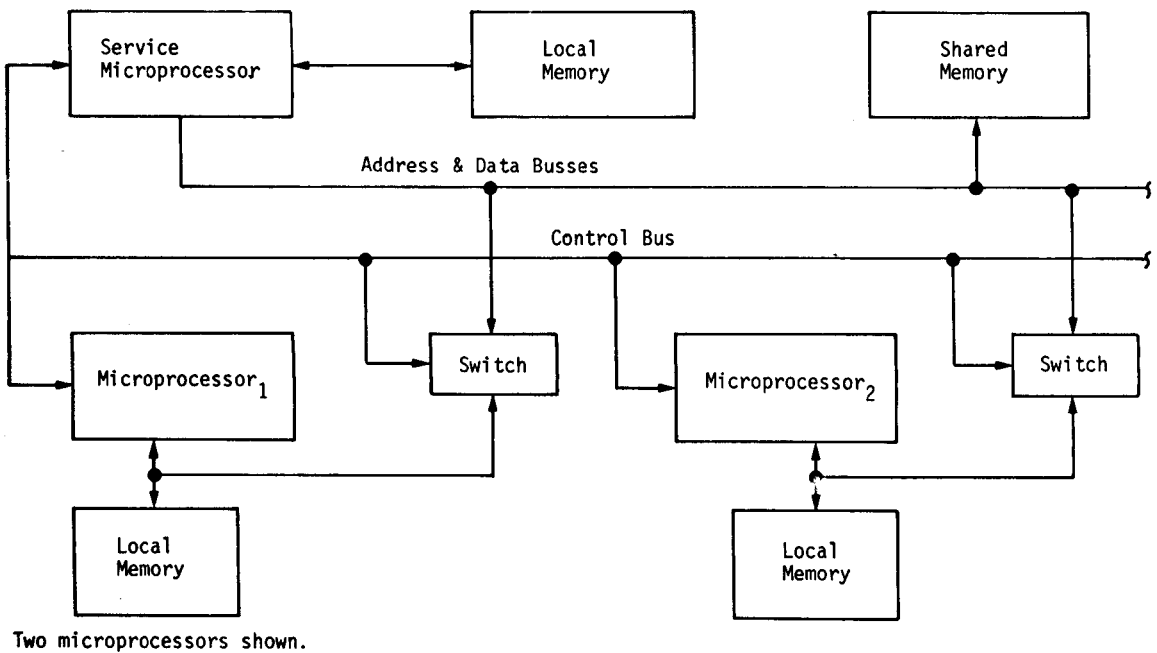 Service
Microprocessor
Local
Memory
Shared
Memory
Address & Data Busses
Control Bus
Microprocessor1
Switch
Microprocessor2
Switch
Local
Memory
Local
Memory
Two microprocessors shown.